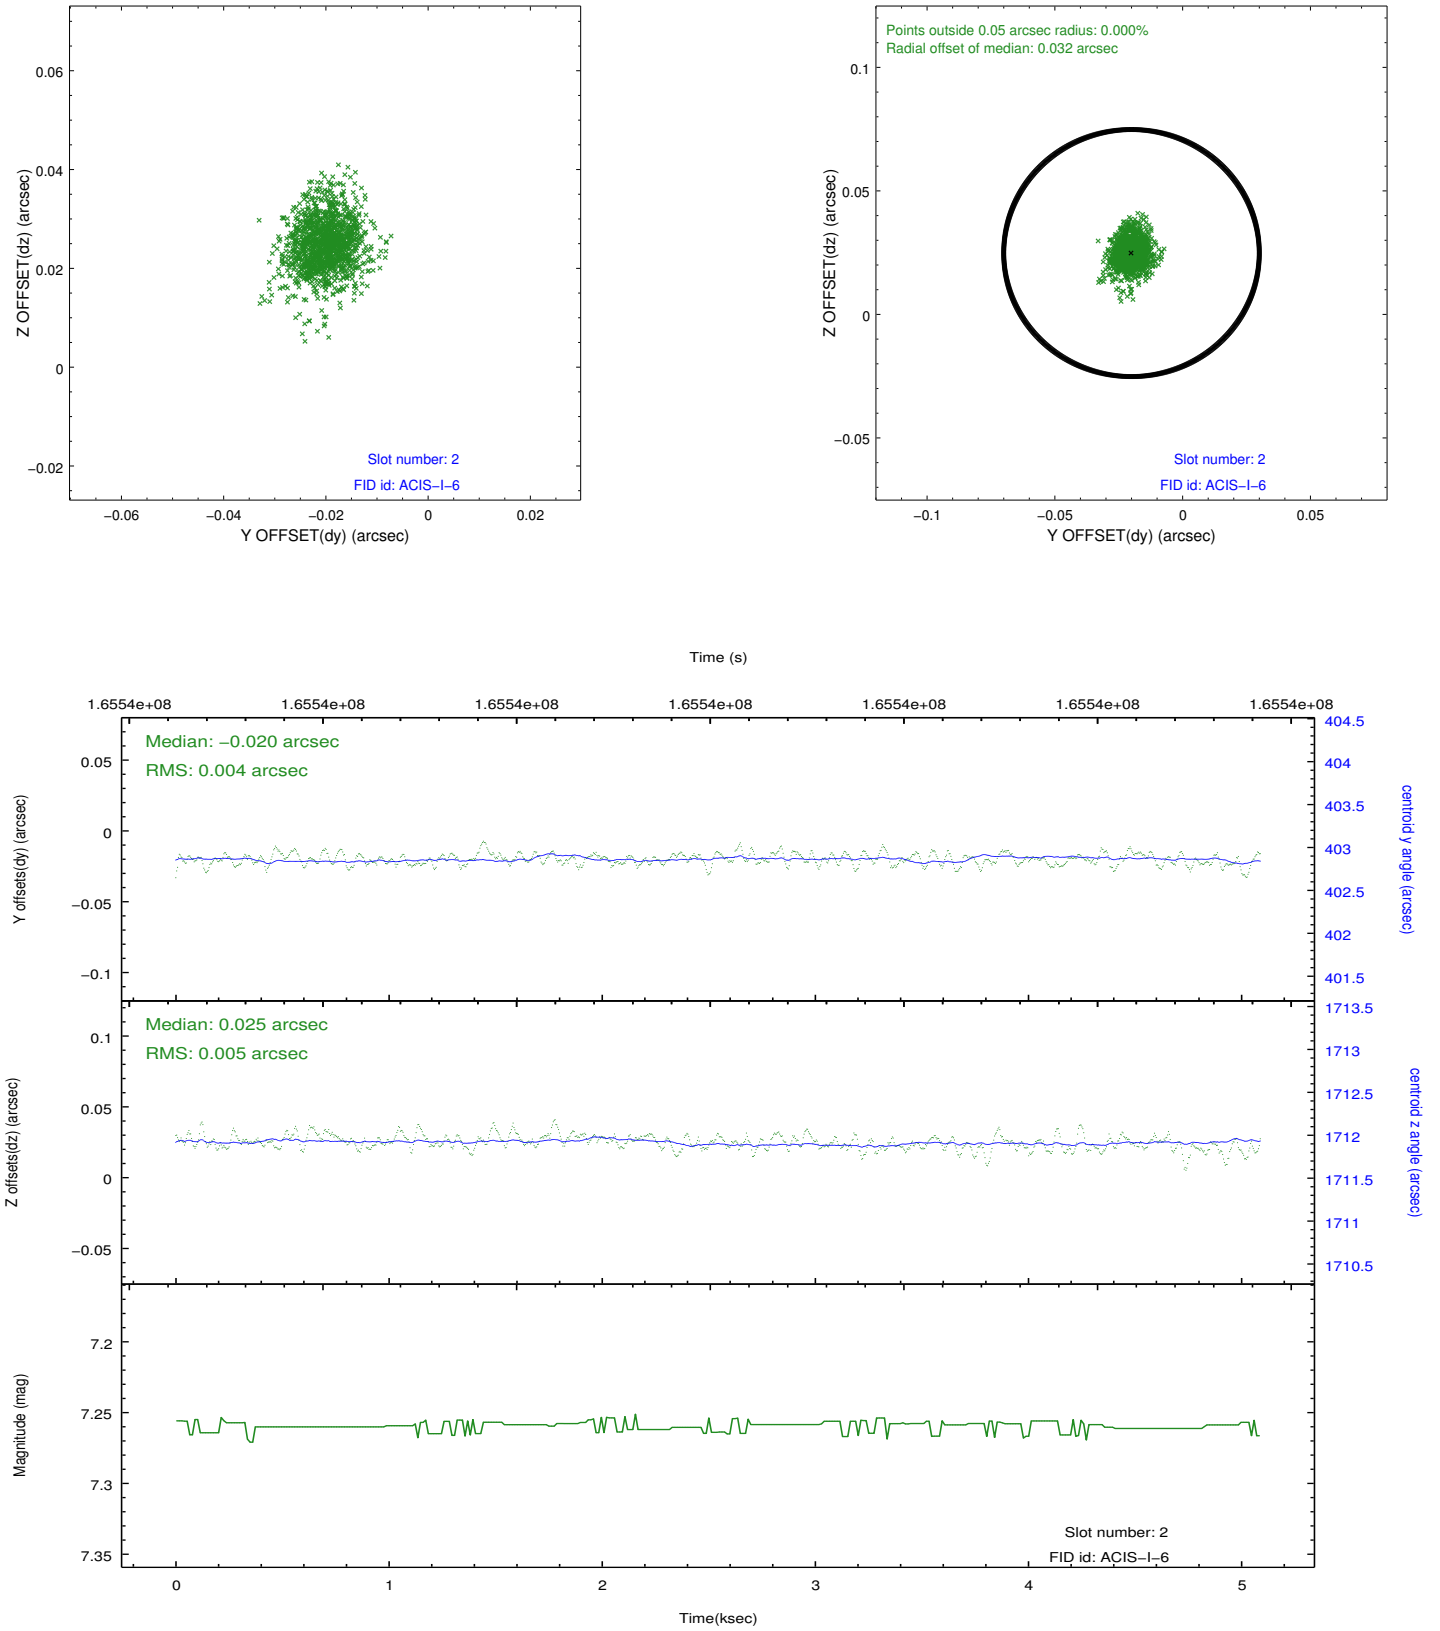 0.06
0.04
0.02
0
−0.02
Z OFFSET(dz) (arcsec)
Slot number: 2
FID id: ACIS−I−6
−0.06 −0.04 −0.02 0 0.02
Y OFFSET(dy) (arcsec)
Points outside 0.05 arcsec radius: 0.000%
Radial offset of median: 0.032 arcsec
0.1
0.05
0
−0.05
Z OFFSET(dz) (arcsec)
Slot number: 2
FID id: ACIS−I−6
−0.1 −0.05 0 0.05
Y OFFSET(dy) (arcsec)
Time (s)
1.6554e+08 1.6554e+08 1.6554e+08 1.6554e+08 1.6554e+08 1.6554e+08 1.6554e+08
Median: −0.020 arcsec
RMS: 0.004 arcsec
0.05
0
−0.05
−0.1
Y offsets(dy) (arcsec)
404.5
404
403.5
403
402.5
402
401.5
centroid y angle (arcsec)
Median: 0.025 arcsec
RMS: 0.005 arcsec
0.1
0.05
0
−0.05
Z offsets(dz) (arcsec)
1713.5
1713
1712.5
1712
1711.5
1711
1710.5
centroid z angle (arcsec)
7.2
7.25
7.3
7.35
Magnitude (mag)
Slot number: 2
FID id: ACIS−I−6
0 1 2 3 4 5
Time(ksec)